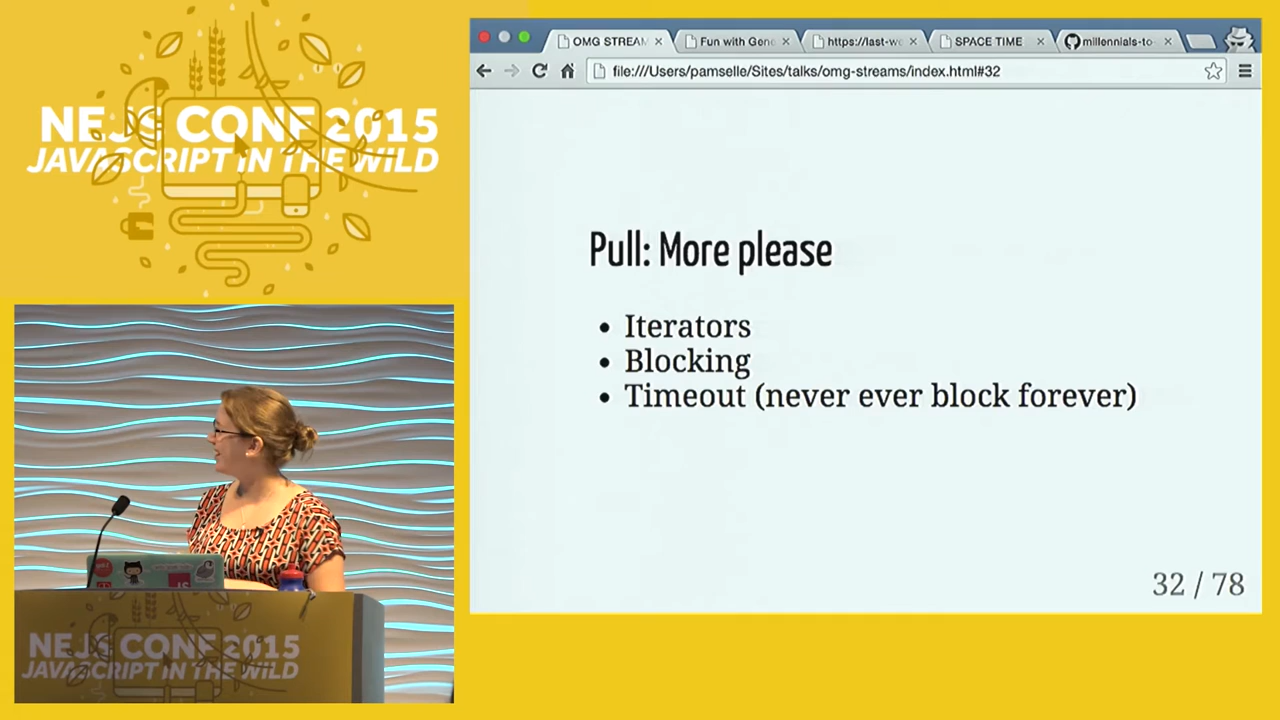 NEJS CONF 2015
JAVASCRIPT IN THE WILD
OMG STREAM
Fun with Gene
https://last-we
SPACE TIME
millennials-to
file:///Users/pamselle/Sites/talks/omg-streams/index.html#32
Pull: More please
• Iterators
• Blocking
• Timeout (never ever block forever)
32 / 78
JS
NEJS CONF 2015
JAVASCRIPT IN THE WILD